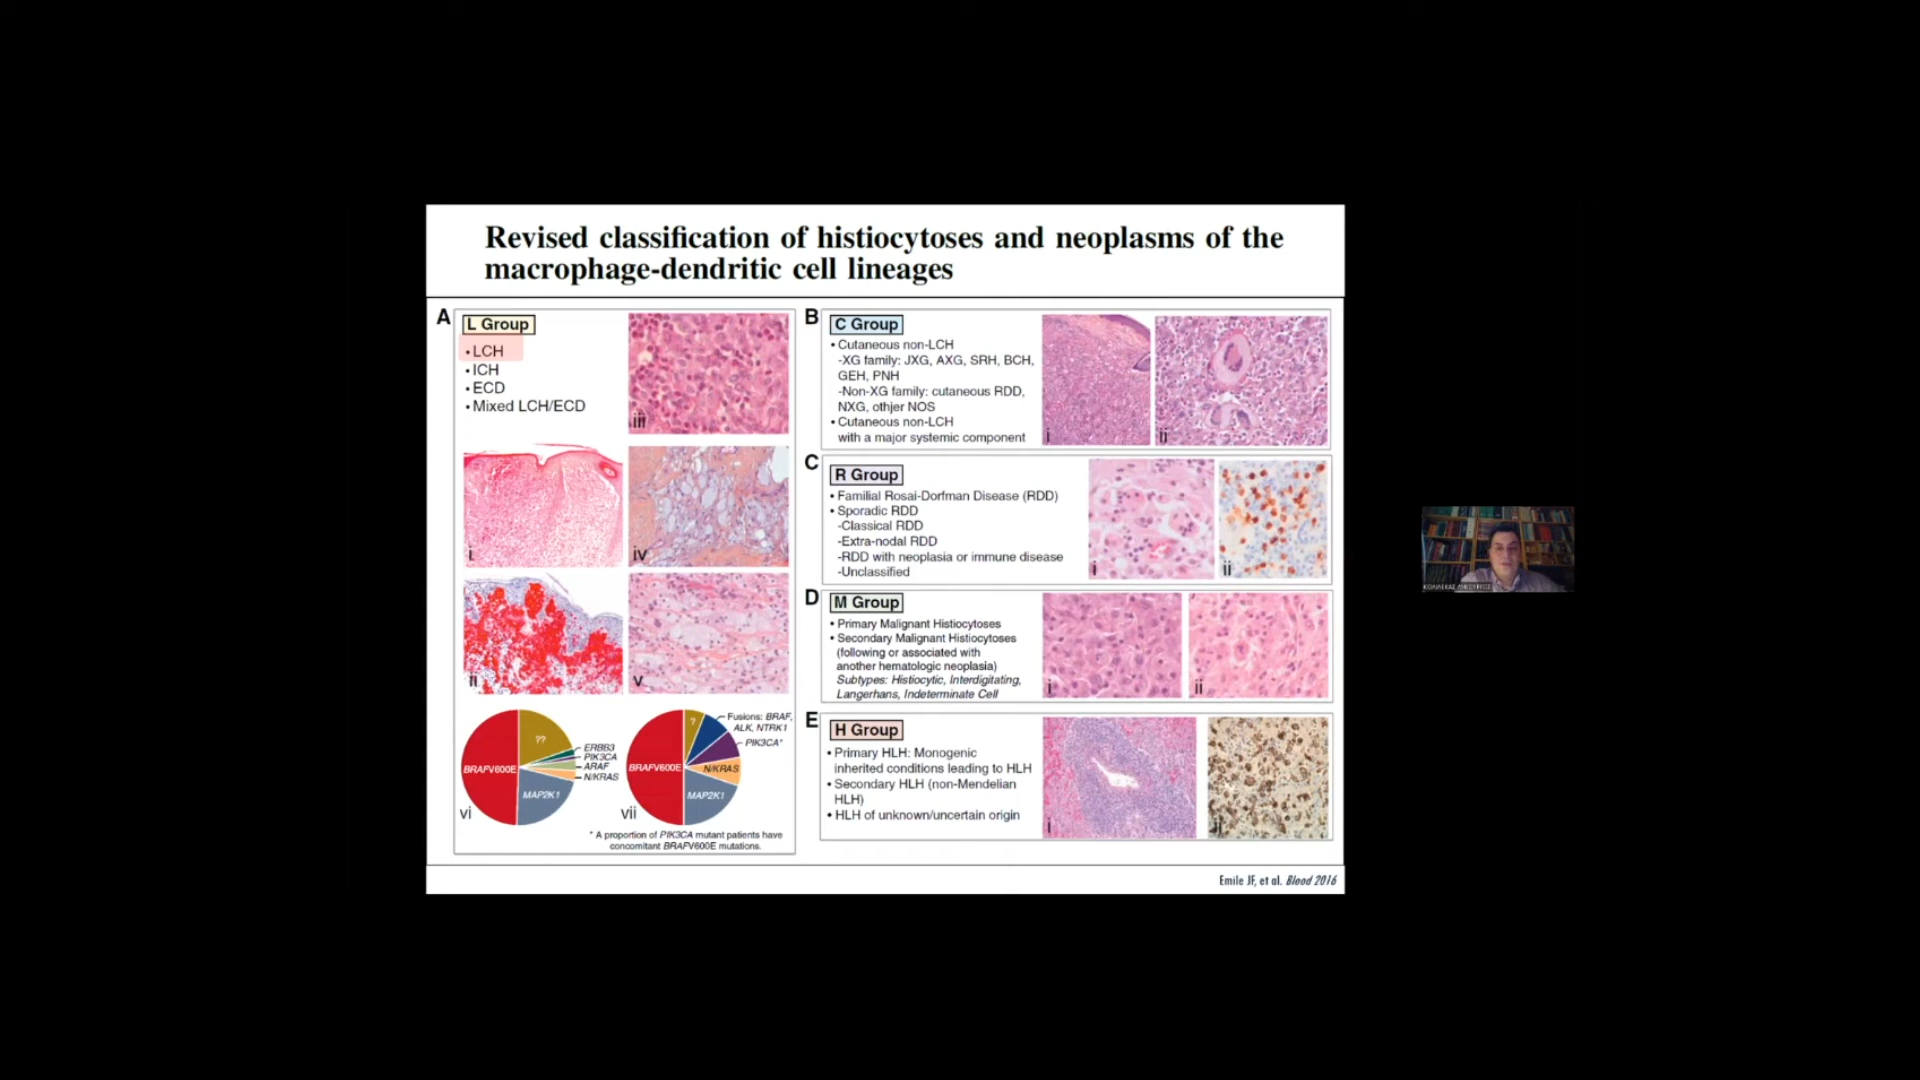 Revised classification of histiocytoses and neoplasms of the
macrophage-dendritic cell lineages
A
L Group
• LCH
• ICH
• ECD
• Mixed LCH/ECD
iii
i
iv
ii
v
??
BRAFV600E
MAP2K1
ERBB3
PIK3CA
ARAF
N/KRAS
vi
?
BRAFV600E
MAP2K1
N/KRAS
PIK3CA*
Fusions: BRAF,
ALK, NTRK1
vii
* A proportion of PIK3CA mutant patients have
concomitant BRAFV600E mutations.
B
C Group
• Cutaneous non-LCH
-XG family: JXG, AXG, SRH, BCH,
GEH, PNH
-Non-XG family: cutaneous RDD,
NXG, othjer NOS
• Cutaneous non-LCH
with a major systemic component
i
ii
C
R Group
• Familial Rosai-Dorfman Disease (RDD)
• Sporadic RDD
-Classical RDD
-Extra-nodal RDD
-RDD with neoplasia or immune disease
-Unclassified
i
ii
D
M Group
• Primary Malignant Histiocytoses
• Secondary Malignant Histiocytoses
(following or associated with
another hematologic neoplasia)
Subtypes: Histiocytic, Interdigitating,
Langerhans, Indeterminate Cell
i
ii
E
H Group
• Primary HLH: Monogenic
inherited conditions leading to HLH
• Secondary HLH (non-Mendelian
HLH)
• HLH of unknown/uncertain origin
i
ii
Emile JF, et al. Blood 2016